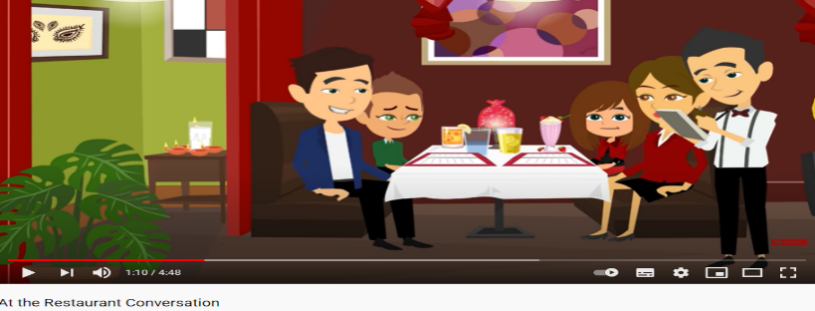 1:10 / 4:48
At the Restaurant Conversation